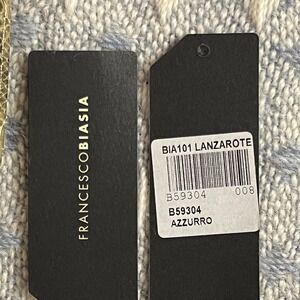 FRANCESCOBIASIA
BIA101 LANZAROTE
B59304 008
B59304
AZZURRO